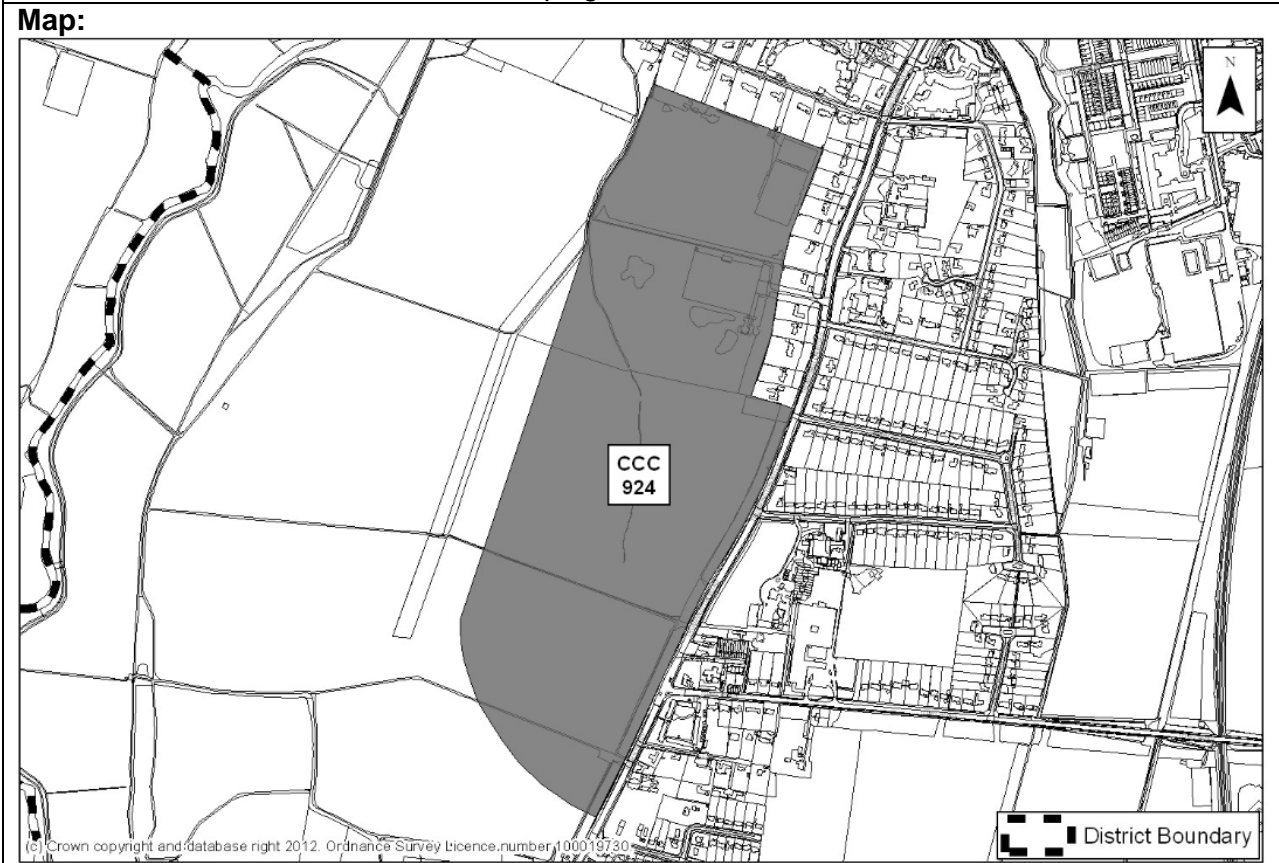 Map:
N
CCC
924
District Boundary
(c) Crown copyright and database right 2012. Ordnance Survey Licence number 100019730